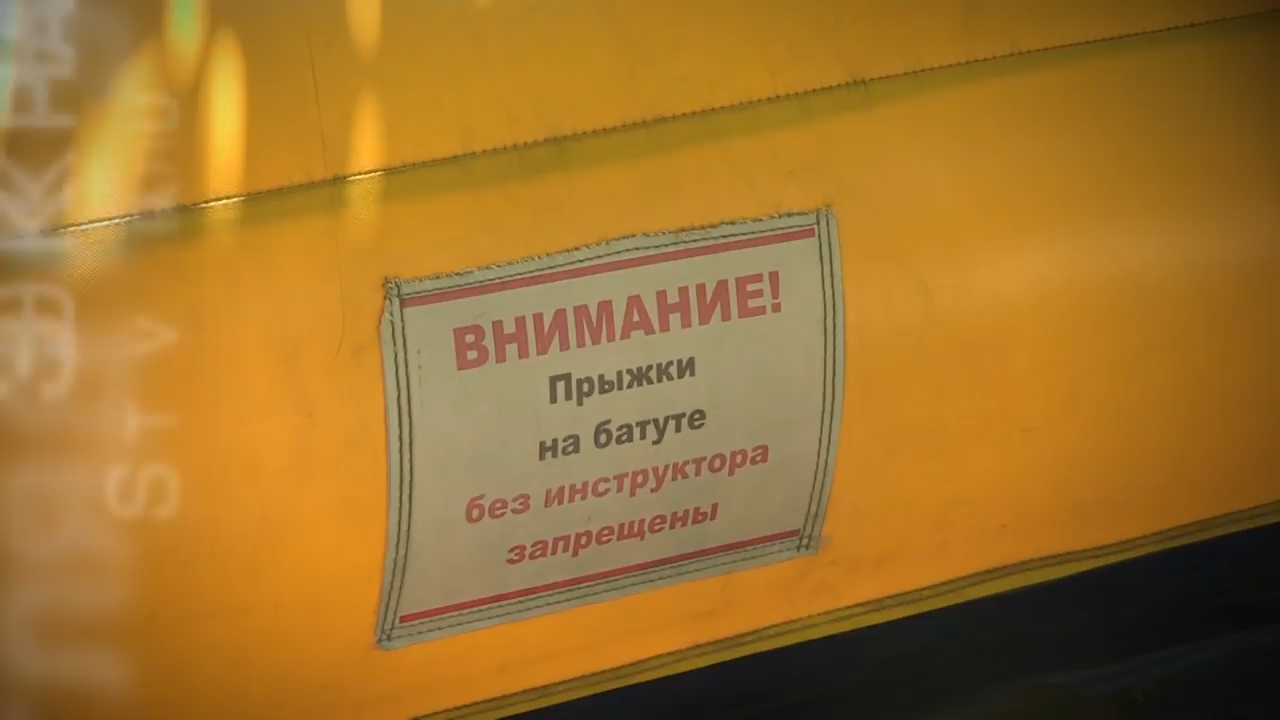 ВНИМАНИЕ!
Прыжки
на батуте
без инструктора
запрещены